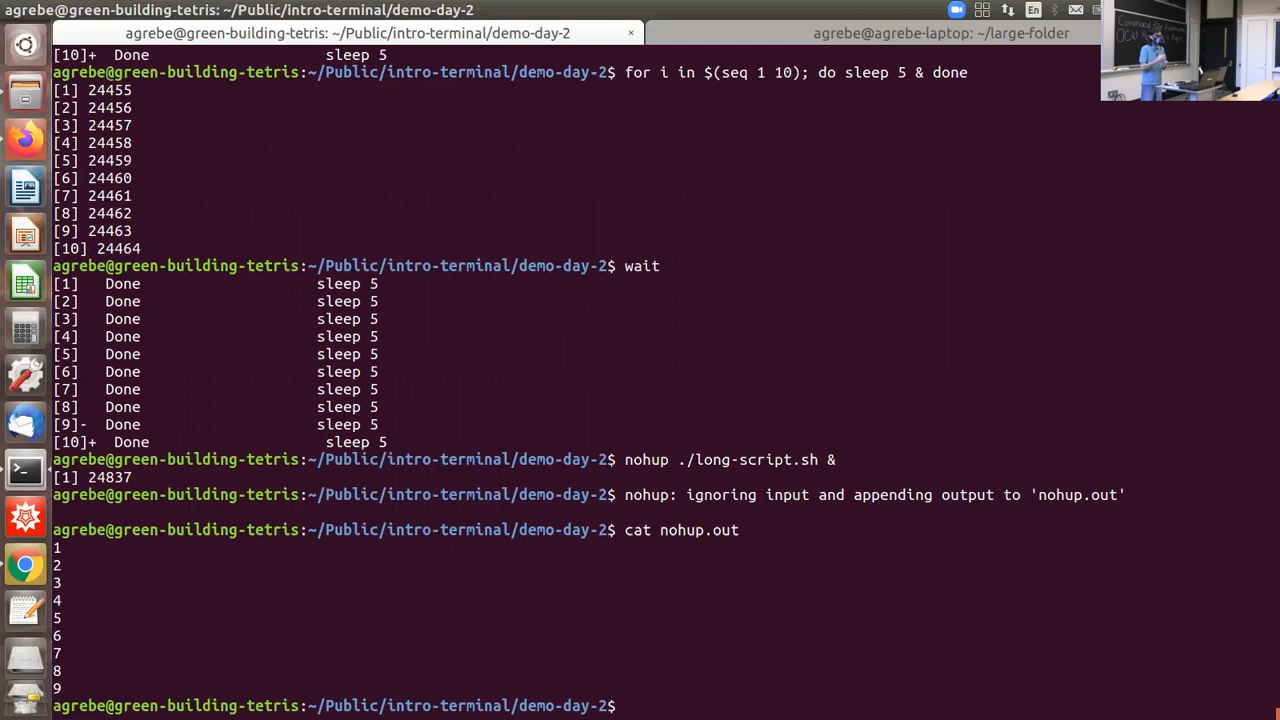 agrebe@green-building-tetris: ~/Public/intro-terminal/demo-day-2
En
agrebe@green-building-tetris: ~/Public/intro-terminal/demo-day-2 ×
agrebe@agrebe-laptop: ~/large-folder
[10]+  Done                    sleep 5
agrebe@green-building-tetris:~/Public/intro-terminal/demo-day-2$ for i in $(seq 1 10); do sleep 5 & done
[1] 24455
[2] 24456
[3] 24457
[4] 24458
[5] 24459
[6] 24460
[7] 24461
[8] 24462
[9] 24463
[10] 24464
agrebe@green-building-tetris:~/Public/intro-terminal/demo-day-2$ wait
[1]   Done                    sleep 5
[2]   Done                    sleep 5
[3]   Done                    sleep 5
[4]   Done                    sleep 5
[5]   Done                    sleep 5
[6]   Done                    sleep 5
[7]   Done                    sleep 5
[8]   Done                    sleep 5
[9]-  Done                    sleep 5
[10]+  Done                    sleep 5
agrebe@green-building-tetris:~/Public/intro-terminal/demo-day-2$ nohup ./long-script.sh &
[1] 24837
agrebe@green-building-tetris:~/Public/intro-terminal/demo-day-2$ nohup: ignoring input and appending output to 'nohup.out'
agrebe@green-building-tetris:~/Public/intro-terminal/demo-day-2$ cat nohup.out
1
2
3
4
5
6
7
8
9
agrebe@green-building-tetris:~/Public/intro-terminal/demo-day-2$